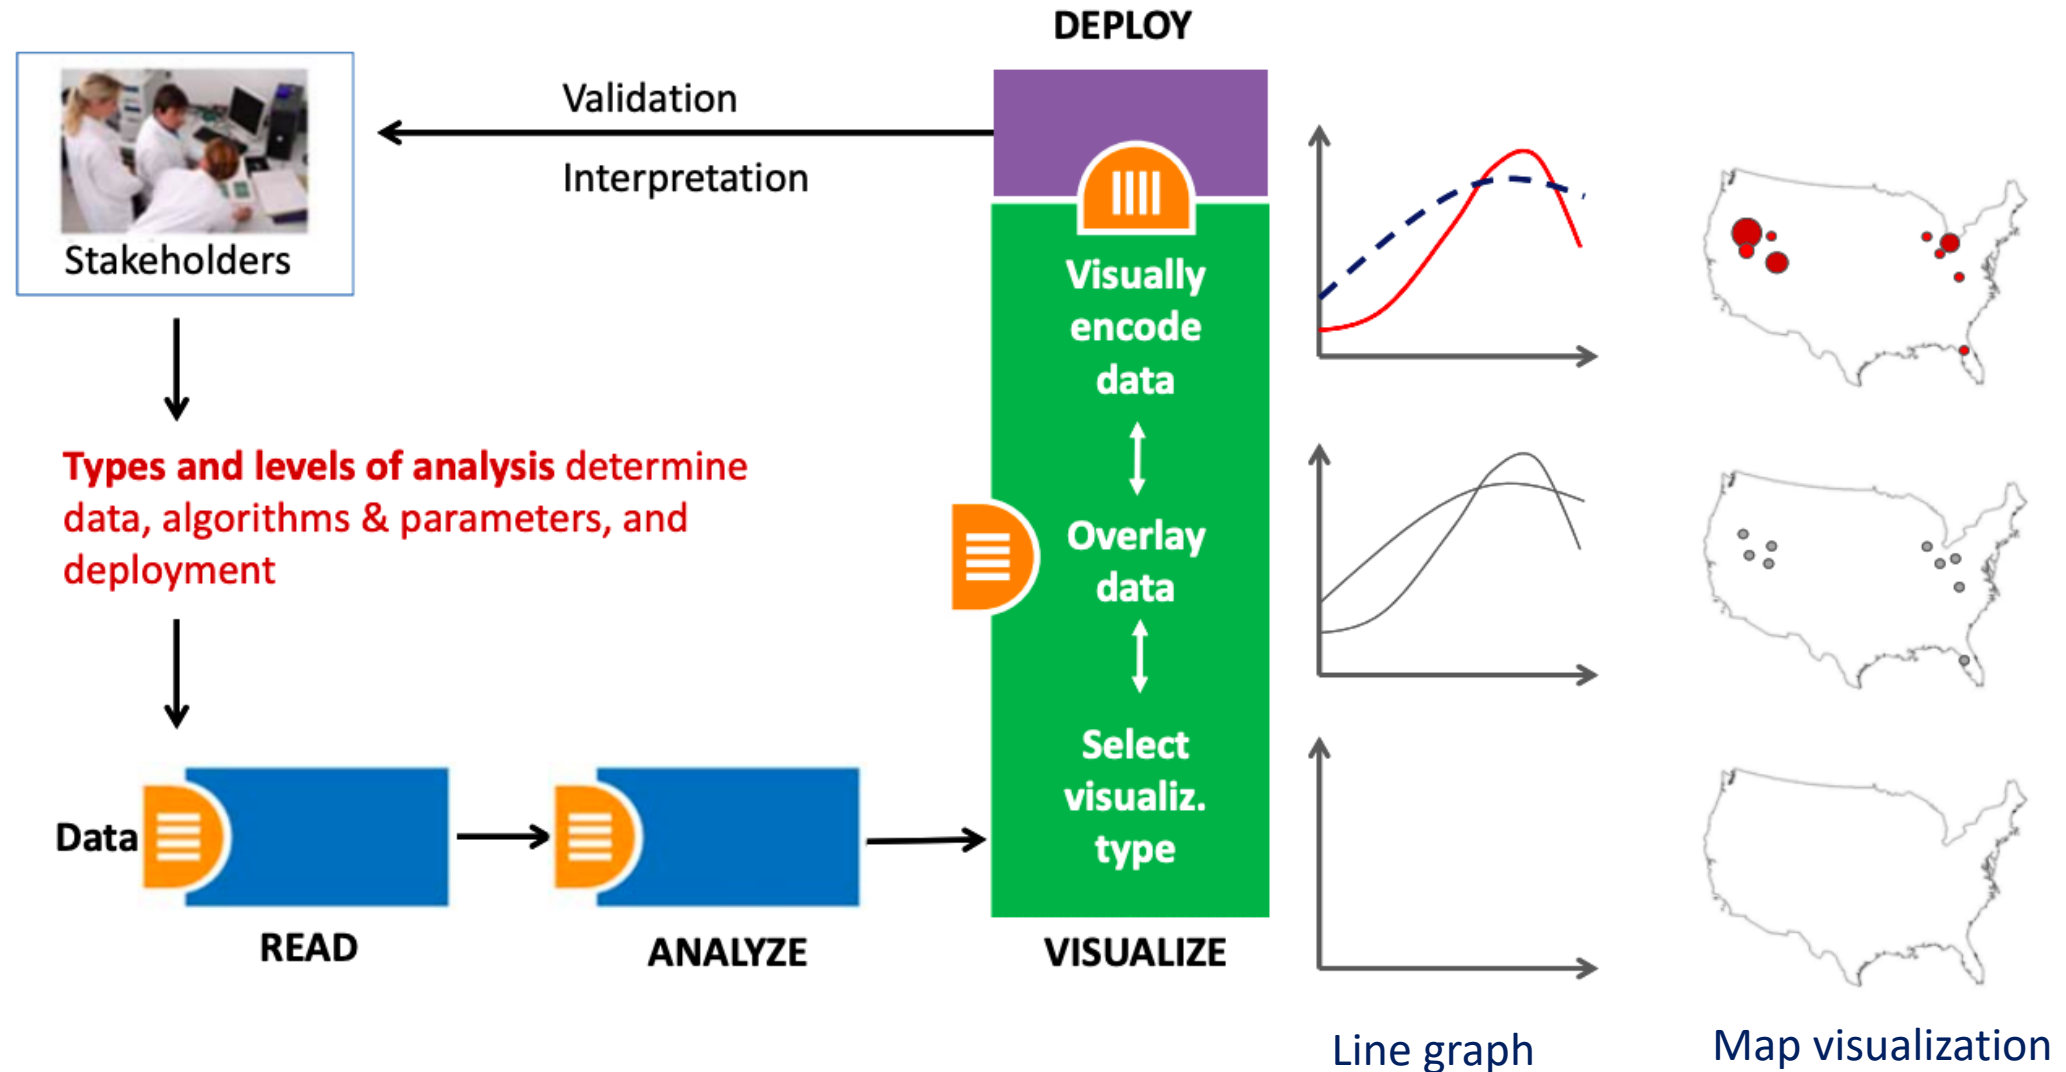 DEPLOY
Validation
Interpretation
Stakeholders
Types and levels of analysis determine
data, algorithms & parameters, and
deployment
Data
READ
ANALYZE
Visually
encode
data
Overlay
data
Select
visualiz.
type
VISUALIZE
Line graph
Map visualization